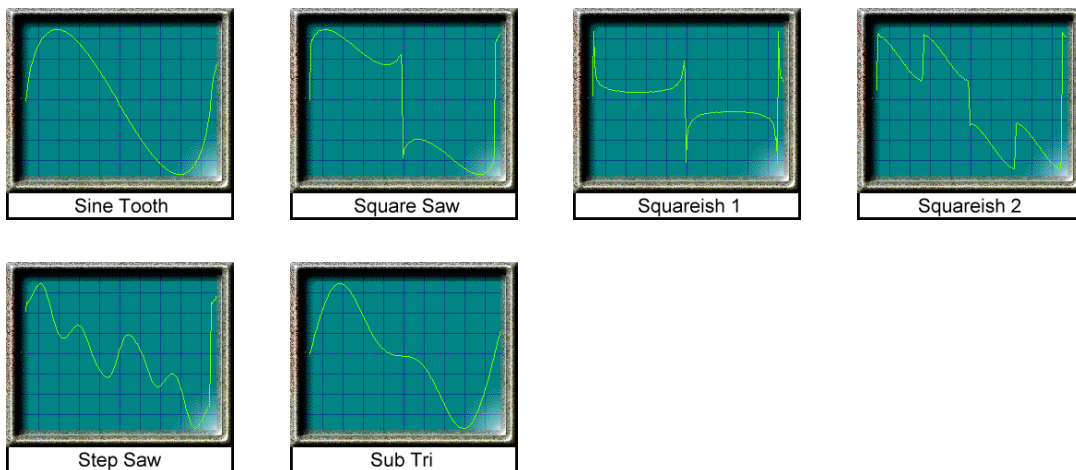 Sine Tooth
Square Saw
Squareish 1
Squareish 2
Step Saw
Sub Tri